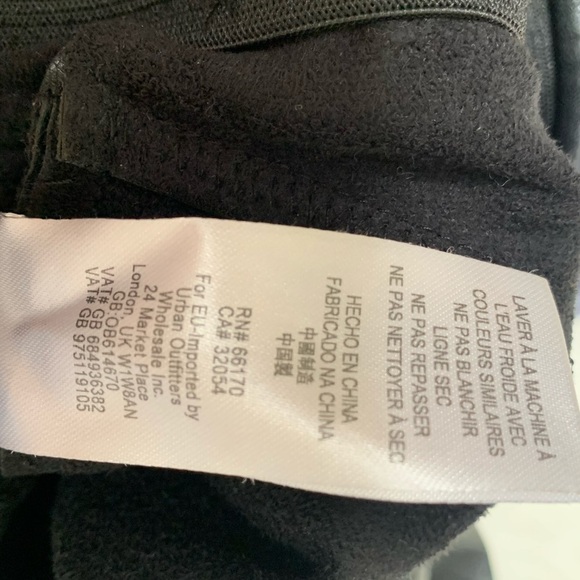 LAVER À LA MACHINE À
L'EAU FROIDE AVEC
COULEURS SIMILAIRES
NE PAS BLANCHIR
LIGNE SEC
NE PAS REPASSER
NE PAS NETTOYER À SEC
HECHO EN CHINA
FABRICADO NA CHINA
中國制造
中国製
RN# 66170
CA# 32054
For EU-Imported by
Urban Outfitters
Wholesale Inc.
24 Market Place
London, UK W1W8AN
GB , OOB614670
VAT# GB 684936382
VAT# GB 975119105